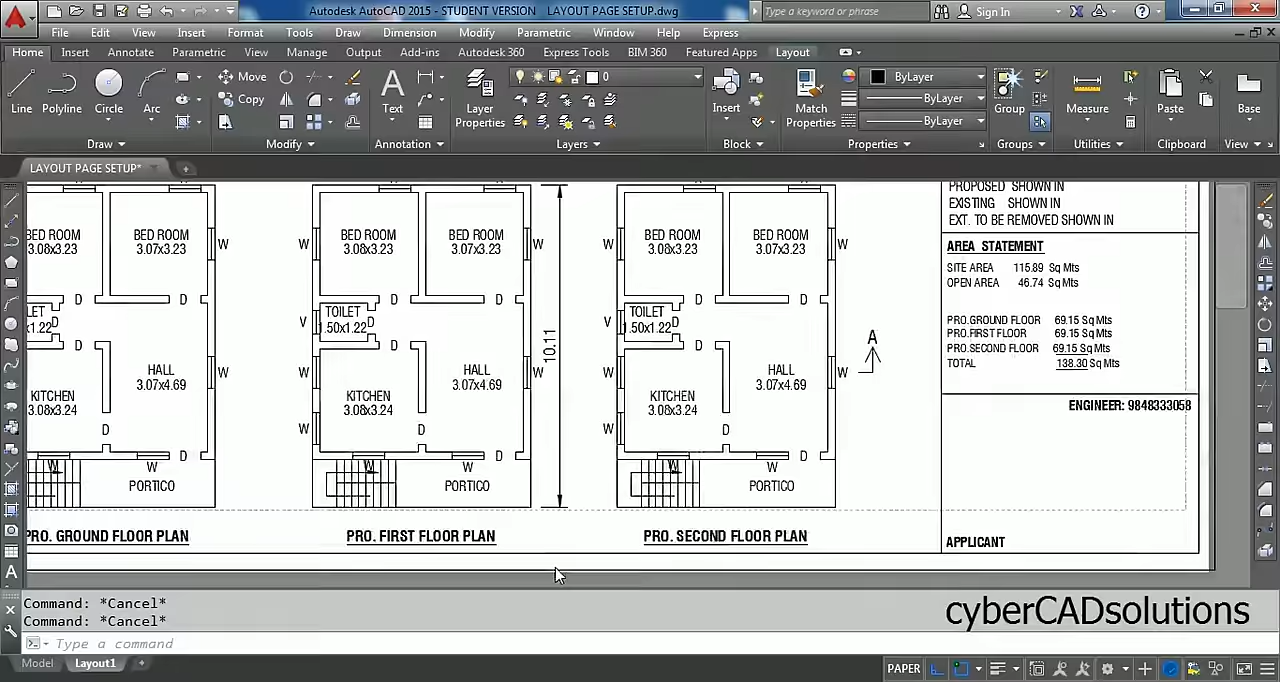 Autodesk AutoCAD 2015 - STUDENT VERSION LAYOUT PAGE SETUP.dwg
Type a keyword or phrase
Sign In
File Edit View Insert Format Tools Draw Dimension Modify Parametric Window Help Express
Home Insert Annotate Parametric View Manage Output Add-ins Autodesk 360 Express Tools BIM 360 Featured Apps Layout
Line Polyline Circle Arc
Move
Copy
Text
Layer Properties
0
Insert
Match Properties
ByLayer
ByLayer
ByLayer
Group
Measure
Paste
Base
Draw Modify Annotation Layers Block Properties Groups Utilities Clipboard View
LAYOUT PAGE SETUP*
PROPOSED SHOWN IN
EXISTING SHOWN IN
EXT. TO BE REMOVED SHOWN IN
AREA STATEMENT
SITE AREA 115.89 Sq Mts
OPEN AREA 46.74 Sq Mts
PRO.GROUND FLOOR 69.15 Sq Mts
PRO.FIRST FLOOR 69.15 Sq Mts
PRO.SECOND FLOOR 69.15 Sq Mts
TOTAL 138.30 Sq Mts
ENGINEER: 9848333058
APPLICANT
BED ROOM
3.08x3.23
BED ROOM
3.07x3.23
W
D
D
LET
x1.22
D
D
HALL
3.07x4.69
W
KITCHEN
3.08x3.24
D
D
W
W
PORTICO
PRO. GROUND FLOOR PLAN
W
BED ROOM
3.08x3.23
BED ROOM
3.07x3.23
W
D
D
V
TOILET
1.50x1.22
D
D
W
HALL
3.07x4.69
W
KITCHEN
3.08x3.24
W
D
D
W
W
PORTICO
10.11
PRO. FIRST FLOOR PLAN
W
BED ROOM
3.08x3.23
BED ROOM
3.07x3.23
W
D
D
V
TOILET
1.50x1.22
D
D
W
HALL
3.07x4.69
W
KITCHEN
3.08x3.24
W
D
D
W
W
PORTICO
A
PRO. SECOND FLOOR PLAN
Command: *Cancel*
Command: *Cancel*
Type a command
cyberCADsolutions
Model Layout1
PAPER